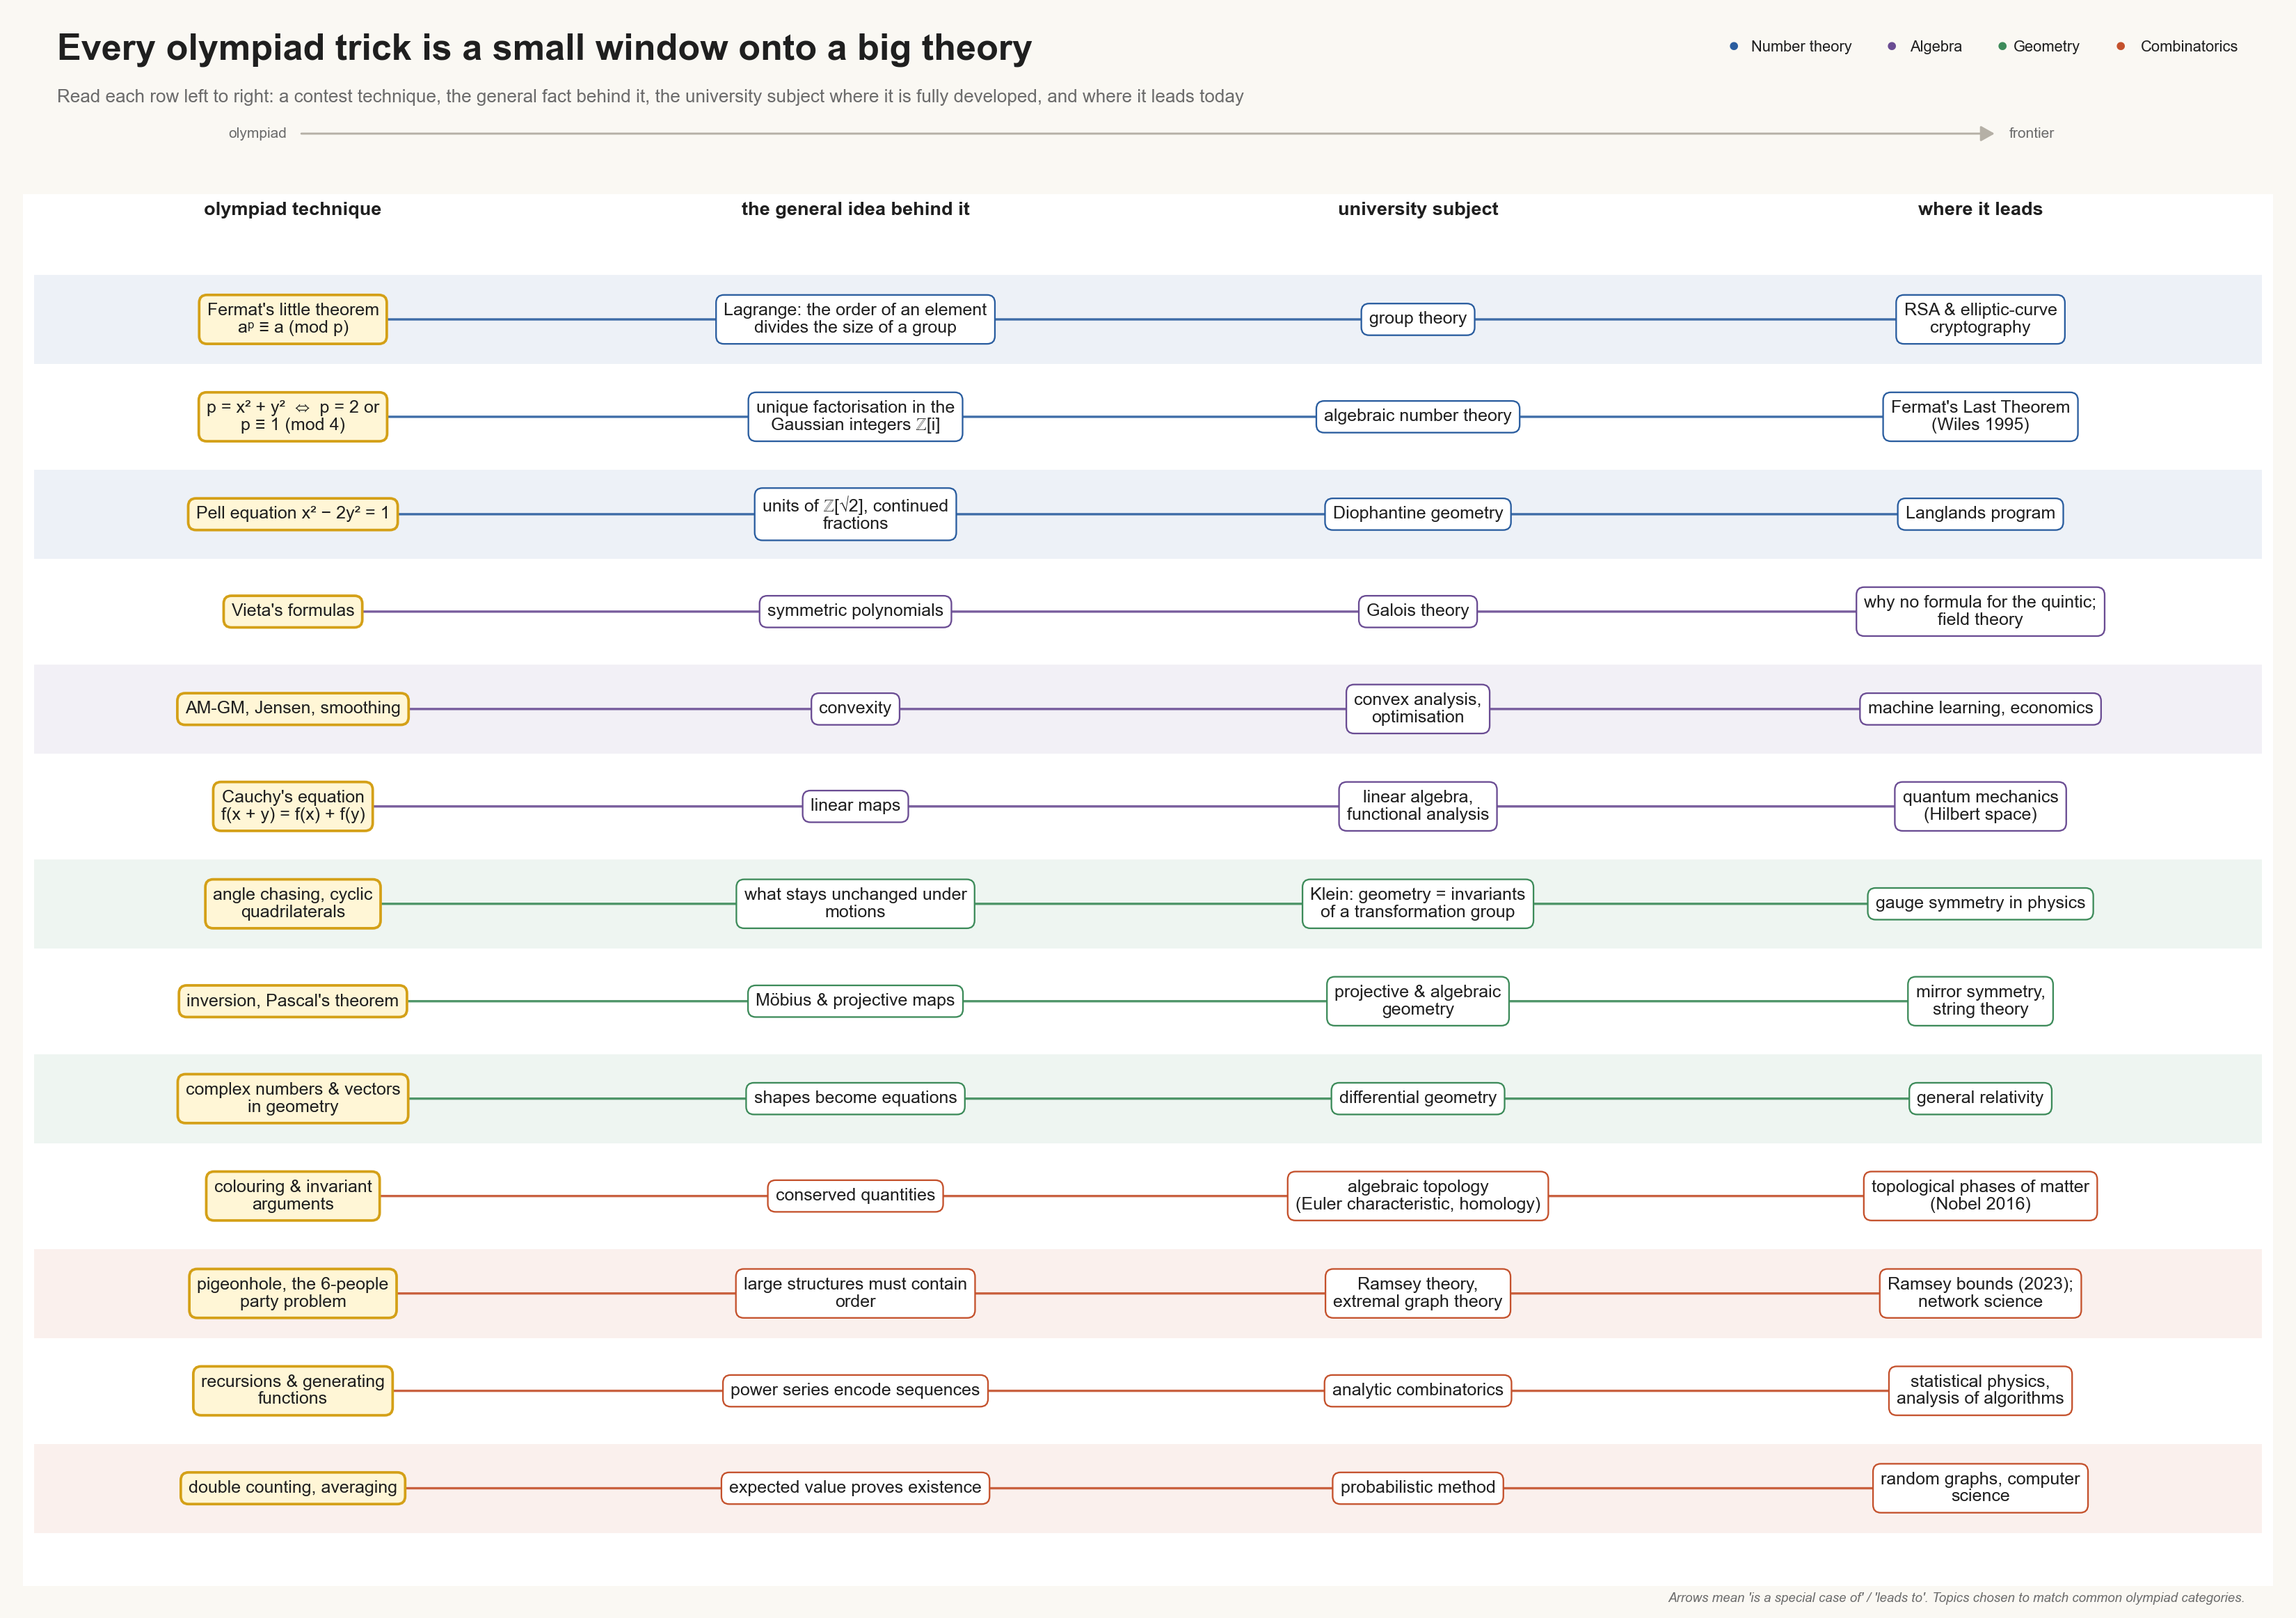 Every olympiad trick is a small window onto a big theory
Number theory
Algebra
Geometry
Combinatorics
Read each row left to right: a contest technique, the general fact behind it, the university subject where it is fully developed, and where it leads today
olympiad
frontier
olympiad technique
the general idea behind it
university subject
where it leads
Fermat's little theorem
aᵖ ≡ a (mod p)
Lagrange: the order of an element
divides the size of a group
group theory
RSA & elliptic-curve
cryptography
p = x² + y² ⇔ p = 2 or
p ≡ 1 (mod 4)
unique factorisation in the
Gaussian integers ℤ[i]
algebraic number theory
Fermat's Last Theorem
(Wiles 1995)
Pell equation x² − 2y² = 1
units of ℤ[√2], continued
fractions
Diophantine geometry
Langlands program
Vieta's formulas
symmetric polynomials
Galois theory
why no formula for the quintic;
field theory
AM-GM, Jensen, smoothing
convexity
convex analysis,
optimisation
machine learning, economics
Cauchy's equation
f(x + y) = f(x) + f(y)
linear maps
linear algebra,
functional analysis
quantum mechanics
(Hilbert space)
angle chasing, cyclic
quadrilaterals
what stays unchanged under
motions
Klein: geometry = invariants
of a transformation group
gauge symmetry in physics
inversion, Pascal's theorem
Möbius & projective maps
projective & algebraic
geometry
mirror symmetry,
string theory
complex numbers & vectors
in geometry
shapes become equations
differential geometry
general relativity
colouring & invariant
arguments
conserved quantities
algebraic topology
(Euler characteristic, homology)
topological phases of matter
(Nobel 2016)
pigeonhole, the 6-people
party problem
large structures must contain
order
Ramsey theory,
extremal graph theory
Ramsey bounds (2023);
network science
recursions & generating
functions
power series encode sequences
analytic combinatorics
statistical physics,
analysis of algorithms
double counting, averaging
expected value proves existence
probabilistic method
random graphs, computer
science
Arrows mean 'is a special case of' / 'leads to'. Topics chosen to match common olympiad categories.